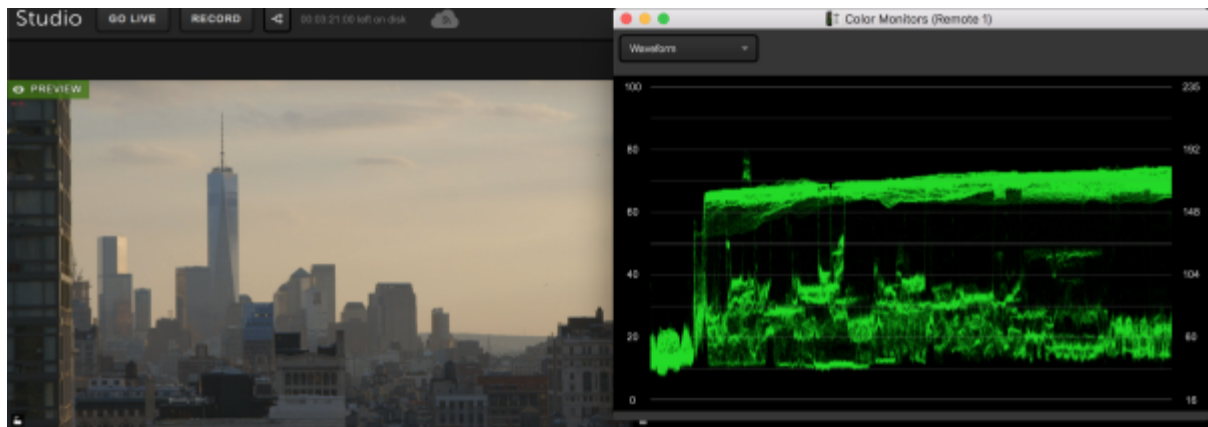 Studio GO LIVE RECORD 00:03:21:00 left on disk
PREVIEW
Color Monitors (Remote 1)
Waveform
100 235
80 192
60 148
40 104
20 60
0 16